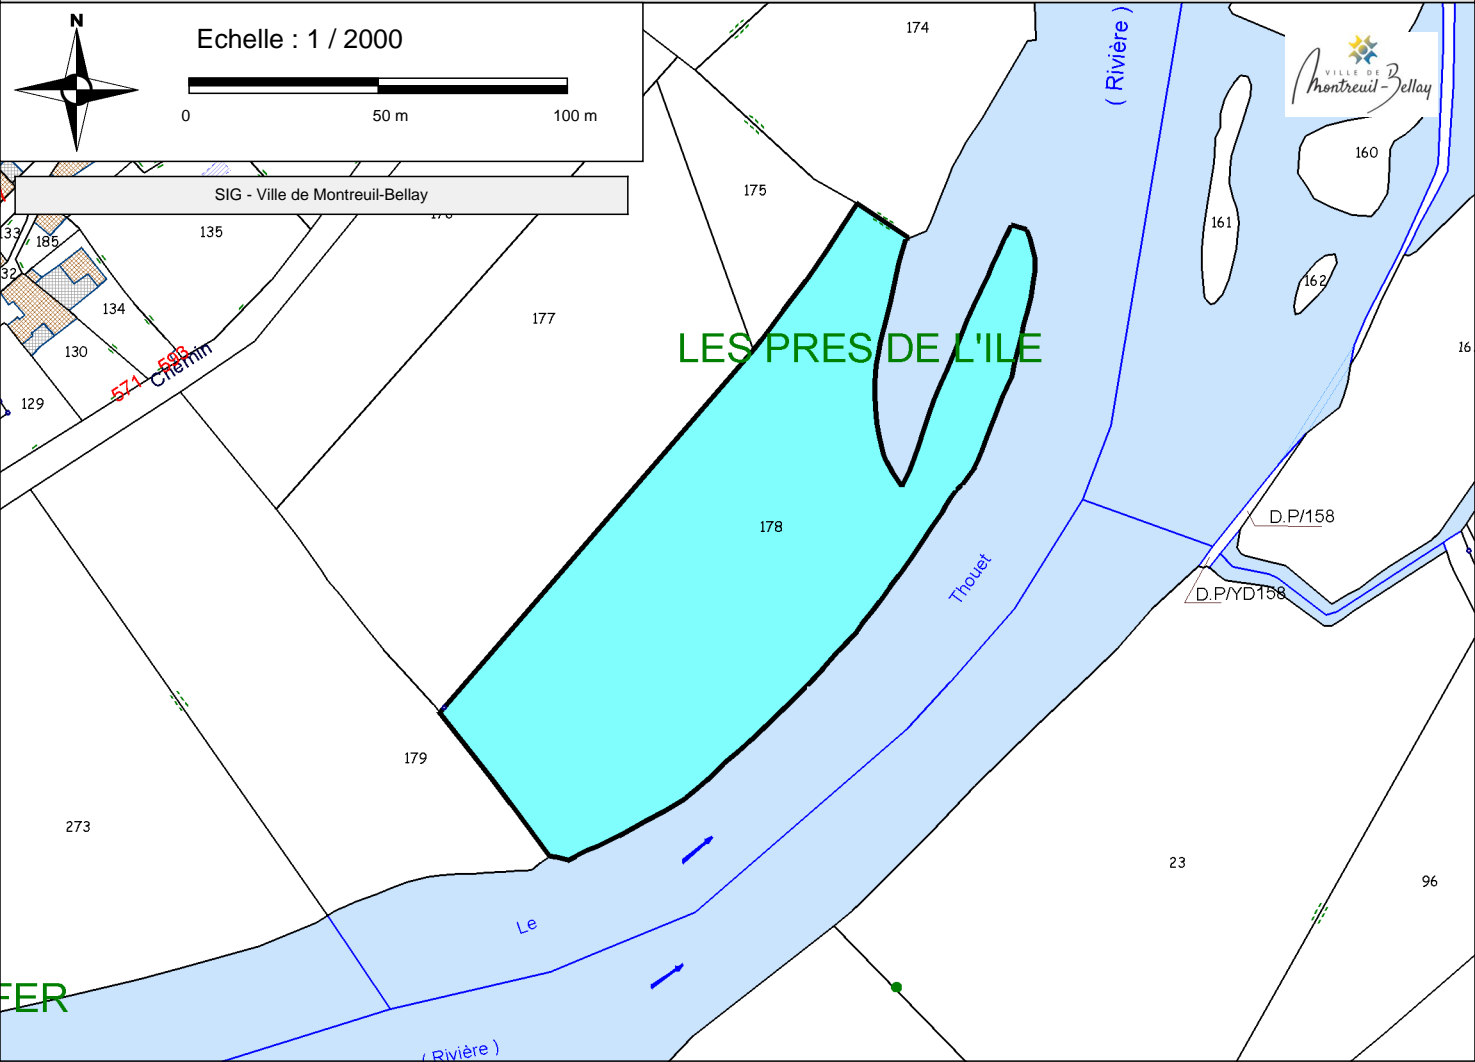 N
Echelle : 1 / 2000
0 50 m 100 m
SIG - Ville de Montreuil-Bellay
VILLE DE
Montreuil-Bellay
174
( Rivière )
160
175
161
162
135
133
185
134
177
130
129
571 593
Chemin
LES PRES DE L'ILE
178
D.P/158
D.P/YD158
Thouet
179
273
23
96
Le
FER
( Rivière )